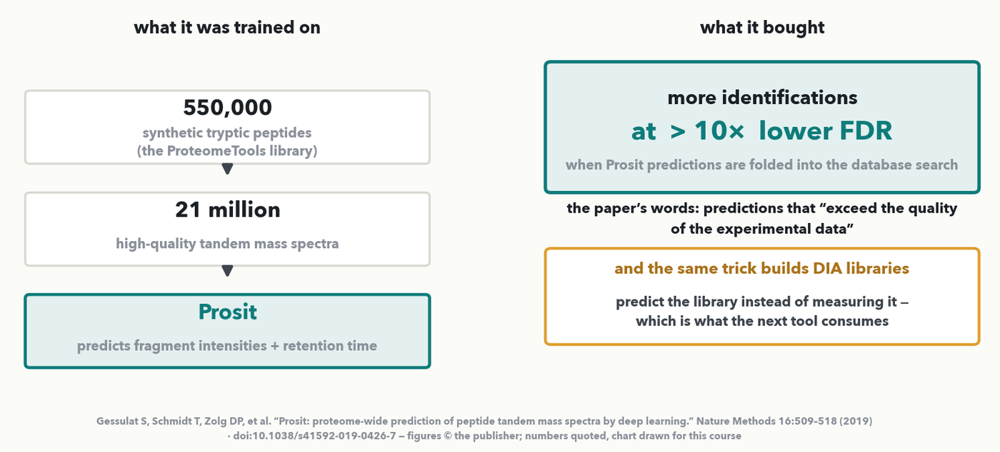 what it was trained on
550,000
synthetic tryptic peptides
(the ProteomeTools library)
21 million
high-quality tandem mass spectra
Prosit
predicts fragment intensities + retention time
what it bought
more identifications
at > 10× lower FDR
when Prosit predictions are folded into the database search
the paper’s words: predictions that “exceed the quality
of the experimental data”
and the same trick builds DIA libraries
predict the library instead of measuring it –
which is what the next tool consumes
Gessulat S, Schmidt T, Zolg DP, et al. “Prosit: proteome-wide prediction of peptide tandem mass spectra by deep learning.” Nature Methods 16:509–518 (2019)
· doi:10.1038/s41592-019-0426-7 – figures © the publisher; numbers quoted, chart drawn for this course